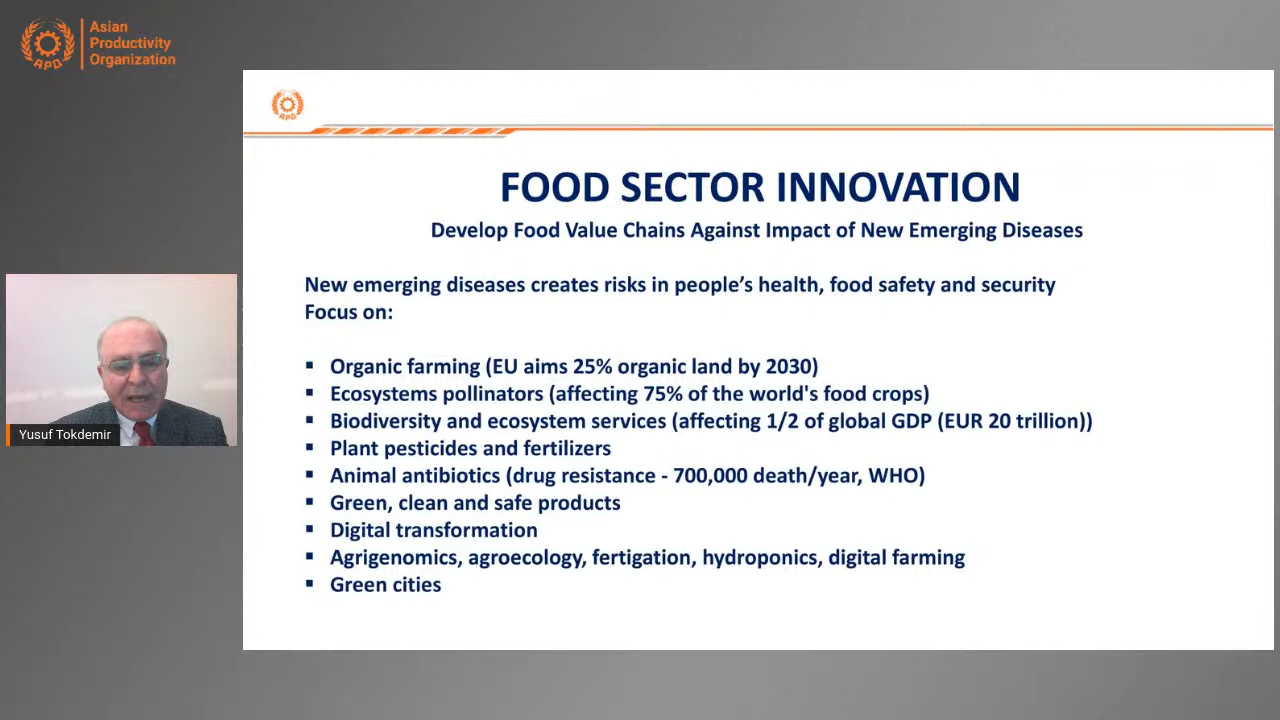 Asian
Productivity
Organization
APO
APO
FOOD SECTOR INNOVATION
Develop Food Value Chains Against Impact of New Emerging Diseases
New emerging diseases creates risks in people's health, food safety and security
Focus on:
▪ Organic farming (EU aims 25% organic land by 2030)
▪ Ecosystems pollinators (affecting 75% of the world's food crops)
▪ Biodiversity and ecosystem services (affecting 1/2 of global GDP (EUR 20 trillion))
▪ Plant pesticides and fertilizers
▪ Animal antibiotics (drug resistance - 700,000 death/year, WHO)
▪ Green, clean and safe products
▪ Digital transformation
▪ Agrigenomics, agroecology, fertigation, hydroponics, digital farming
▪ Green cities
Yusuf Tokdemir